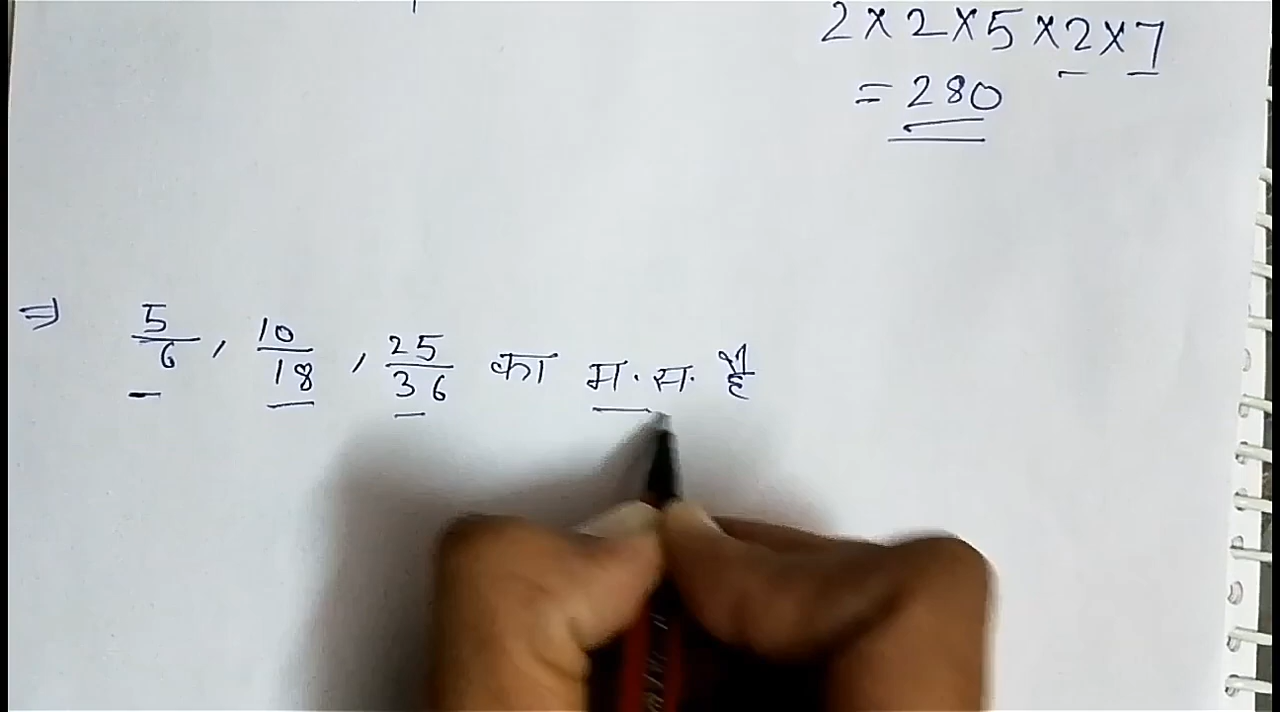 2 × 2 × 5 × 2 × 7
= 280
⇒ 5/6 , 10/18 , 25/36 का म.स. है